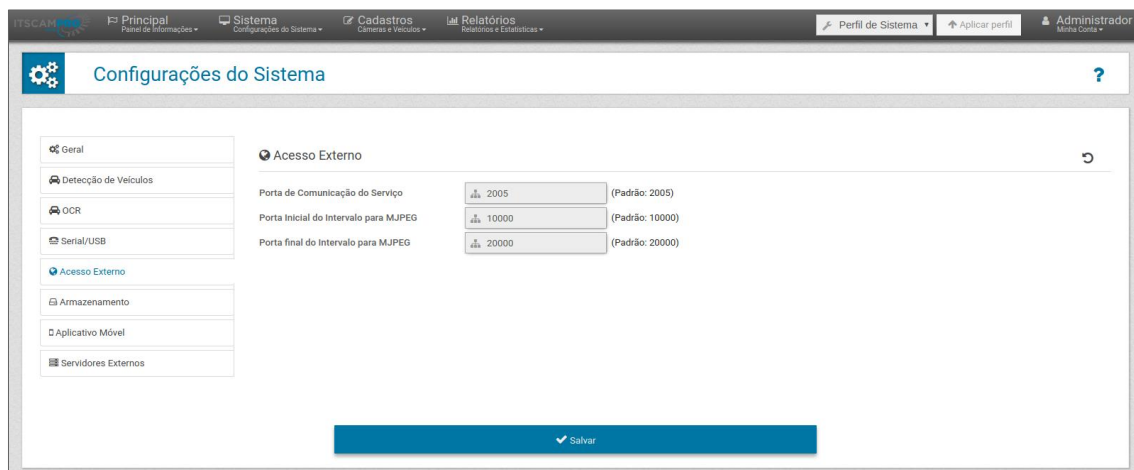 ITSCAMPRO
Principal
Painel de Informações
Sistema
Configurações do Sistema
Cadastros
Câmeras e Veículos
Relatórios
Relatórios e Estatísticas
Perfil de Sistema
Aplicar perfil
Administrador
Minha Conta
Configurações do Sistema
?
Geral
Detecção de Veículos
OCR
Serial/USB
Acesso Externo
Armazenamento
Aplicativo Móvel
Servidores Externos
Acesso Externo
Porta de Comunicação do Serviço 2005 (Padrão: 2005)
Porta Inicial do Intervalo para MJPEG 10000 (Padrão: 10000)
Porta final do Intervalo para MJPEG 20000 (Padrão: 20000)
Salvar